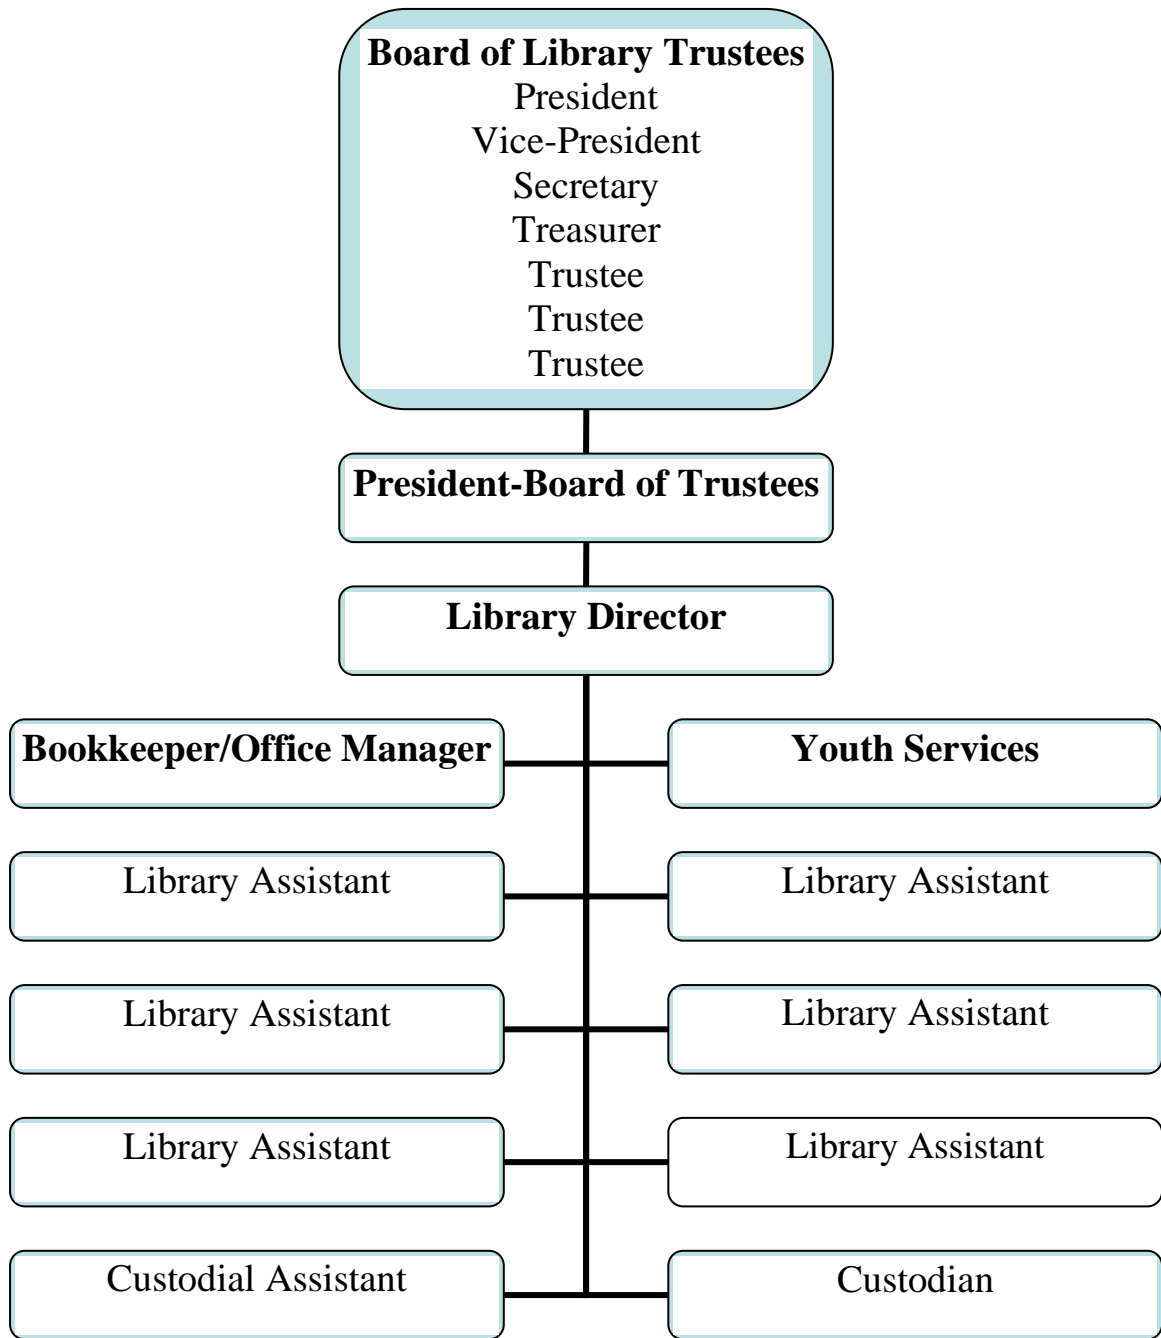 Board of Library Trustees
President
Vice-President
Secretary
Treasurer
Trustee
Trustee
Trustee
President-Board of Trustees
Library Director
Bookkeeper/Office Manager
Youth Services
Library Assistant
Library Assistant
Library Assistant
Library Assistant
Library Assistant
Library Assistant
Custodial Assistant
Custodian